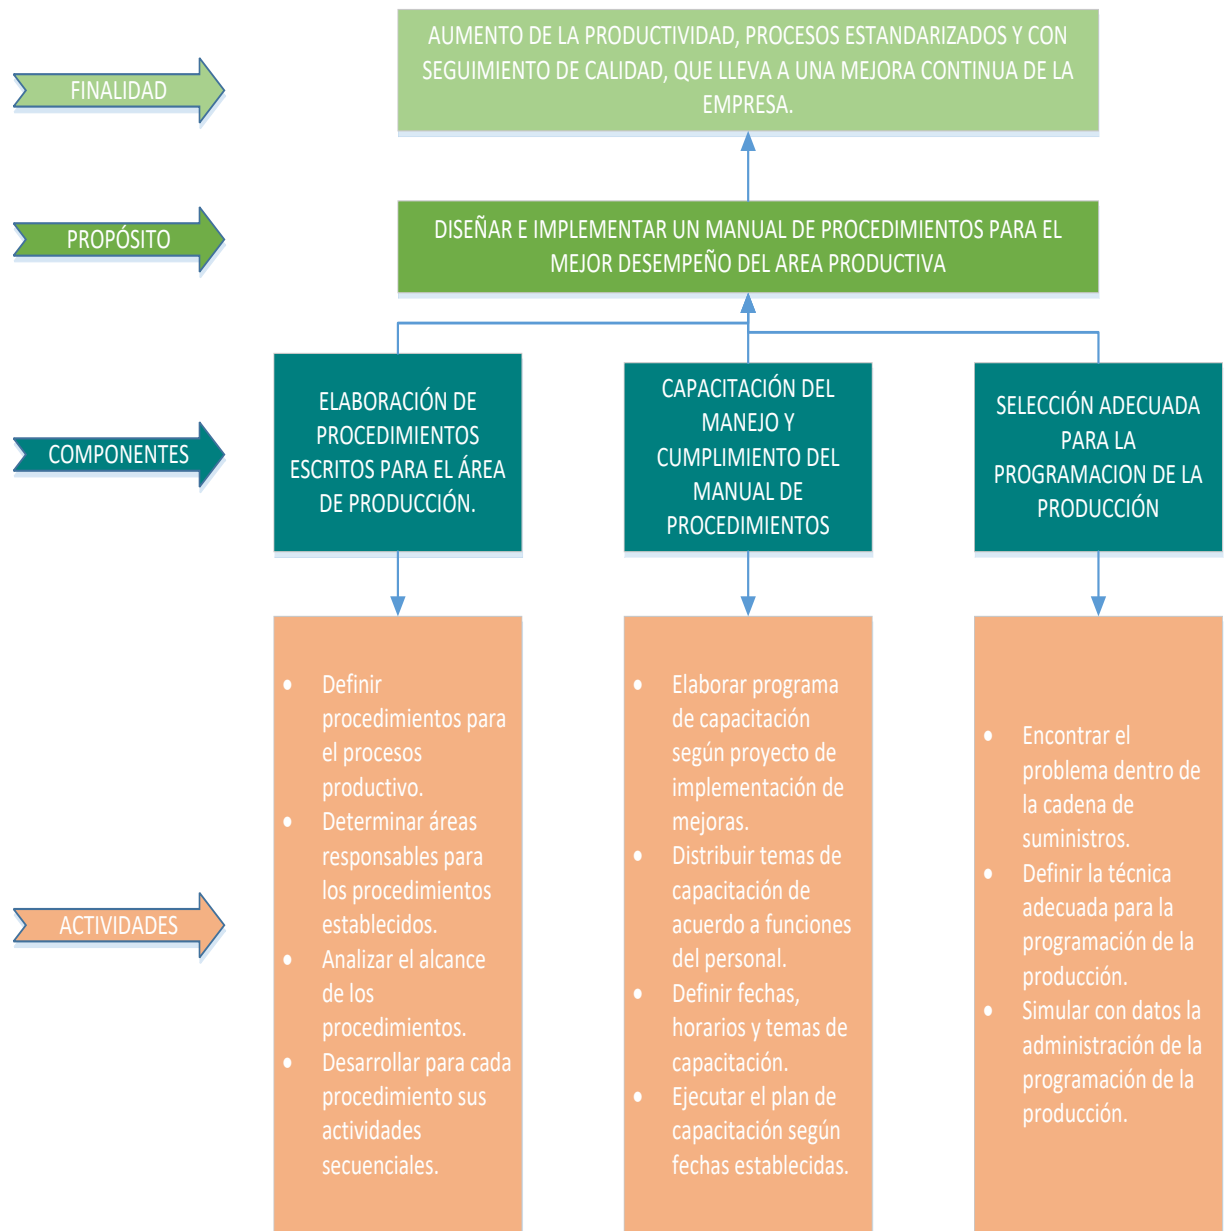 FINALIDAD
AUMENTO DE LA PRODUCTIVIDAD, PROCESOS ESTANDARIZADOS Y CON
SEGUIMIENTO DE CALIDAD, QUE LLEVA A UNA MEJORA CONTINUA DE LA
EMPRESA.
PROPÓSITO
DISEÑAR E IMPLEMENTAR UN MANUAL DE PROCEDIMIENTOS PARA EL
MEJOR DESEMPEÑO DEL AREA PRODUCTIVA
COMPONENTES
ELABORACIÓN DE
PROCEDIMIENTOS
ESCRITOS PARA EL ÁREA
DE PRODUCCIÓN.
CAPACITACIÓN DEL
MANEJO Y
CUMPLIMIENTO DEL
MANUAL DE
PROCEDIMIENTOS
SELECCIÓN ADECUADA
PARA LA
PROGRAMACION DE LA
PRODUCCIÓN
ACTIVIDADES
• Definir
procedimientos para
el procesos
productivo.
• Determinar áreas
responsables para
los procedimientos
establecidos.
• Analizar el alcance
de los
procedimientos.
• Desarrollar para cada
procedimiento sus
actividades
secuenciales.
• Elaborar programa
de capacitación
según proyecto de
implementación de
mejoras.
• Distribuir temas de
capacitación de
acuerdo a funciones
del personal.
• Definir fechas,
horarios y temas de
capacitación.
• Ejecutar el plan de
capacitación según
fechas establecidas.
• Encontrar el
problema dentro de
la cadena de
suministros.
• Definir la técnica
adecuada para la
programación de la
producción.
• Simular con datos la
administración de la
programación de la
producción.